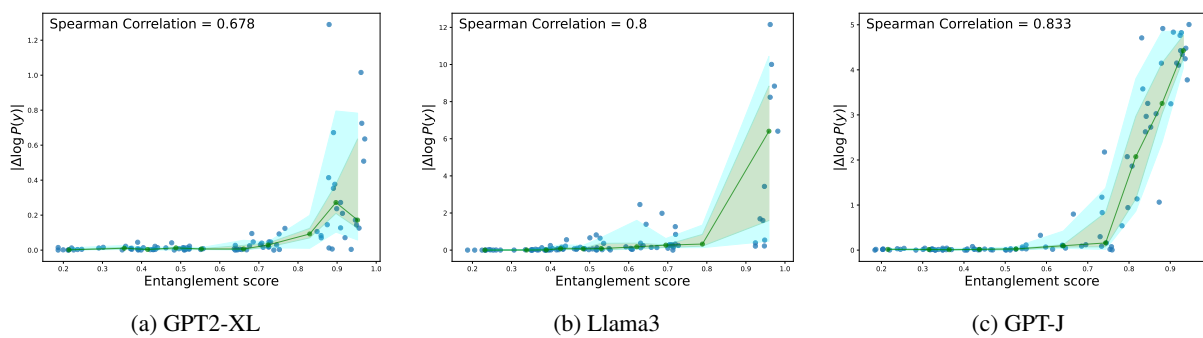 Spearman Correlation = 0.678
1.2
1.0
0.8
0.6
0.4
0.2
0.0
|Δlog P(y)|
0.2 0.3 0.4 0.5 0.6 0.7 0.8 0.9 1.0
Entanglement score
(a) GPT2-XL
Spearman Correlation = 0.8
12
10
8
6
4
2
0
|Δlog P(y)|
0.2 0.3 0.4 0.5 0.6 0.7 0.8 0.9 1.0
Entanglement score
(b) Llama3
Spearman Correlation = 0.833
5
4
3
2
1
0
|Δlog P(y)|
0.2 0.3 0.4 0.5 0.6 0.7 0.8 0.9
Entanglement score
(c) GPT-J